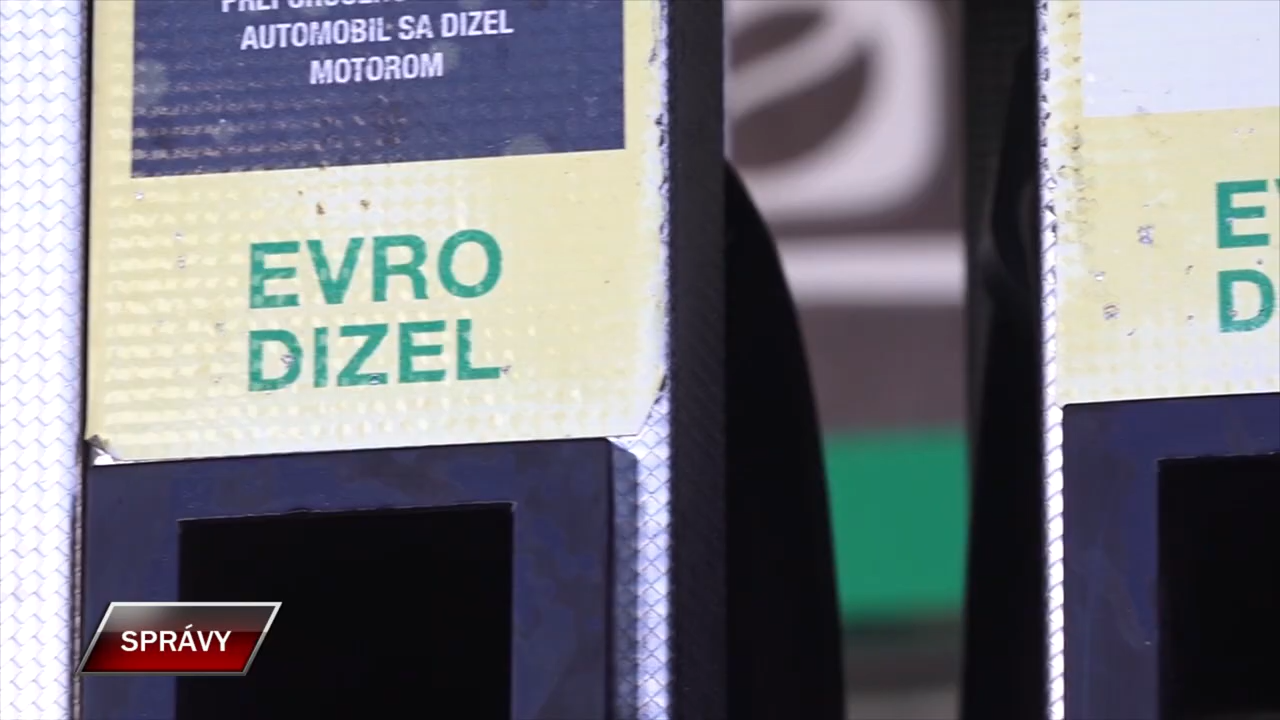 AUTOMOBIL SA DIZEL
MOTOROM
EVRO
DIZEL
SPRÁVY